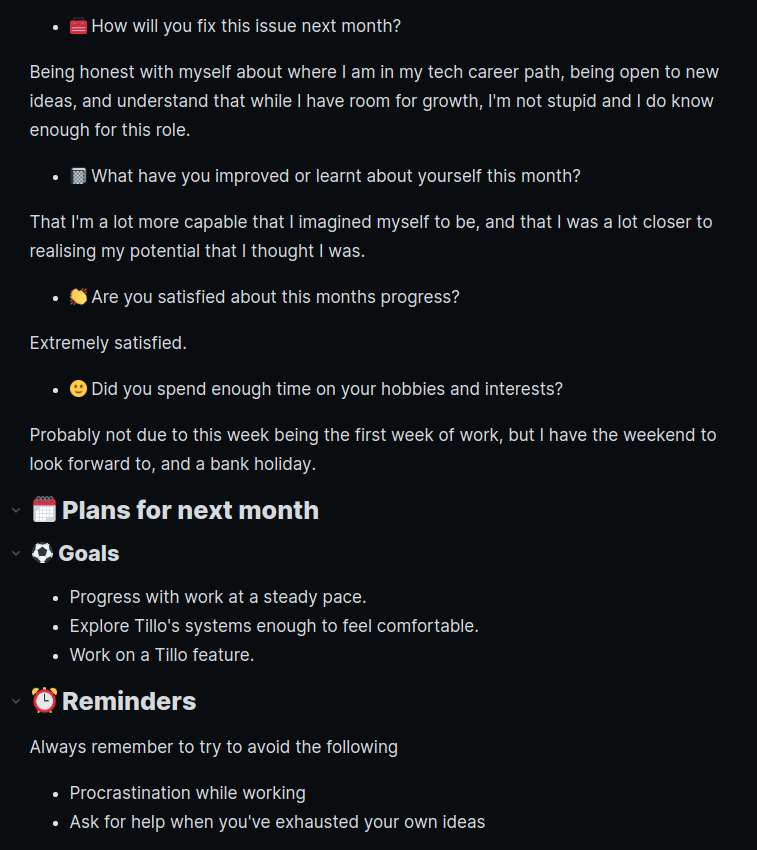 • 🧰 How will you fix this issue next month?
Being honest with myself about where I am in my tech career path, being open to new
ideas, and understand that while I have room for growth, I'm not stupid and I do know
enough for this role.
• 📓 What have you improved or learnt about yourself this month?
That I'm a lot more capable that I imagined myself to be, and that I was a lot closer to
realising my potential that I thought I was.
• 👏 Are you satisfied about this months progress?
Extremely satisfied.
• 🙂 Did you spend enough time on your hobbies and interests?
Probably not due to this week being the first week of work, but I have the weekend to
look forward to, and a bank holiday.
🗓️ Plans for next month
⚽ Goals
• Progress with work at a steady pace.
• Explore Tillo's systems enough to feel comfortable.
• Work on a Tillo feature.
⏰ Reminders
Always remember to try to avoid the following
• Procrastination while working
• Ask for help when you've exhausted your own ideas